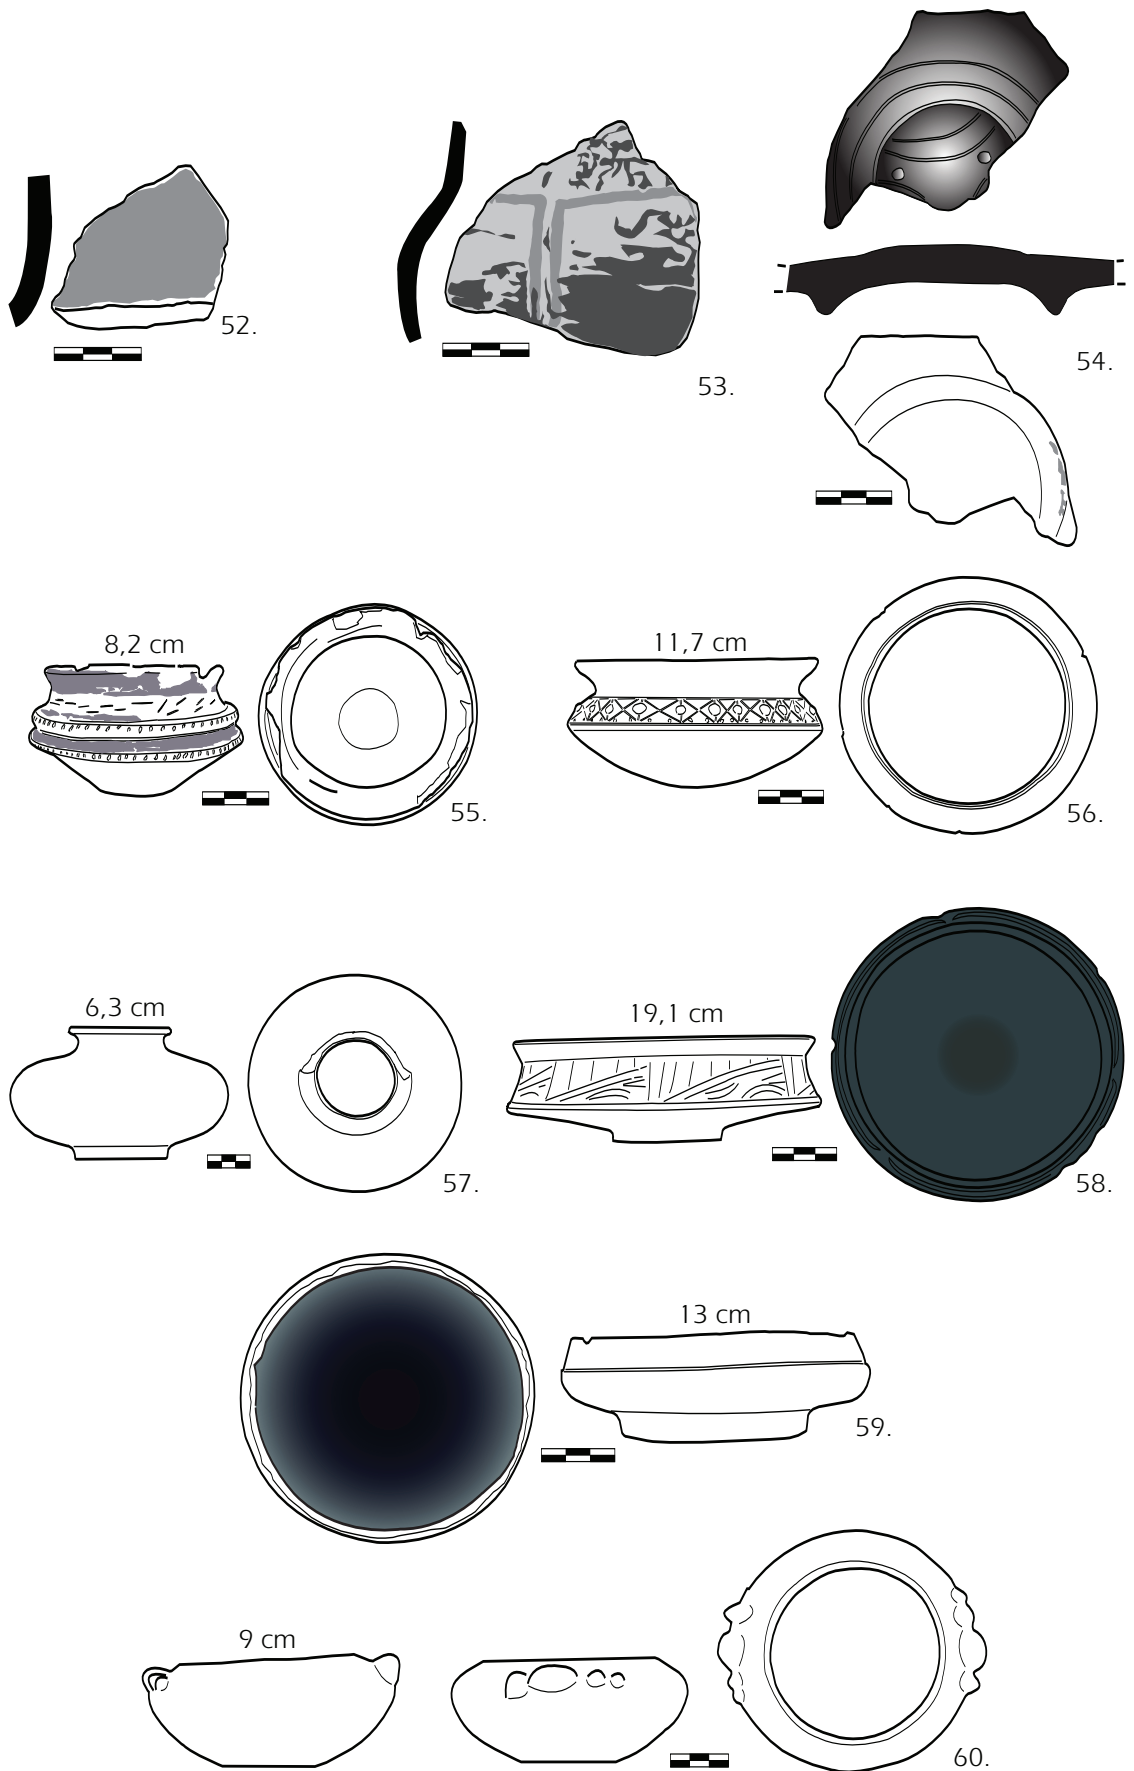 52.
53.
54.
8,2 cm
55.
11,7 cm
56.
6,3 cm
57.
19,1 cm
58.
13 cm
59.
9 cm
60.